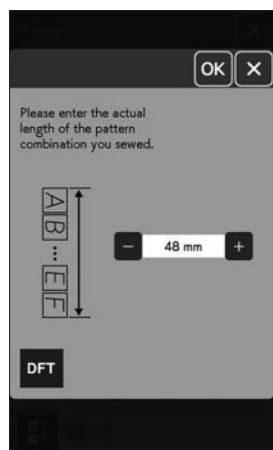 OK ×
Please enter the actual
length of the pattern
combination you sewed.
A
B
...
E
F
− 48 mm +
DFT